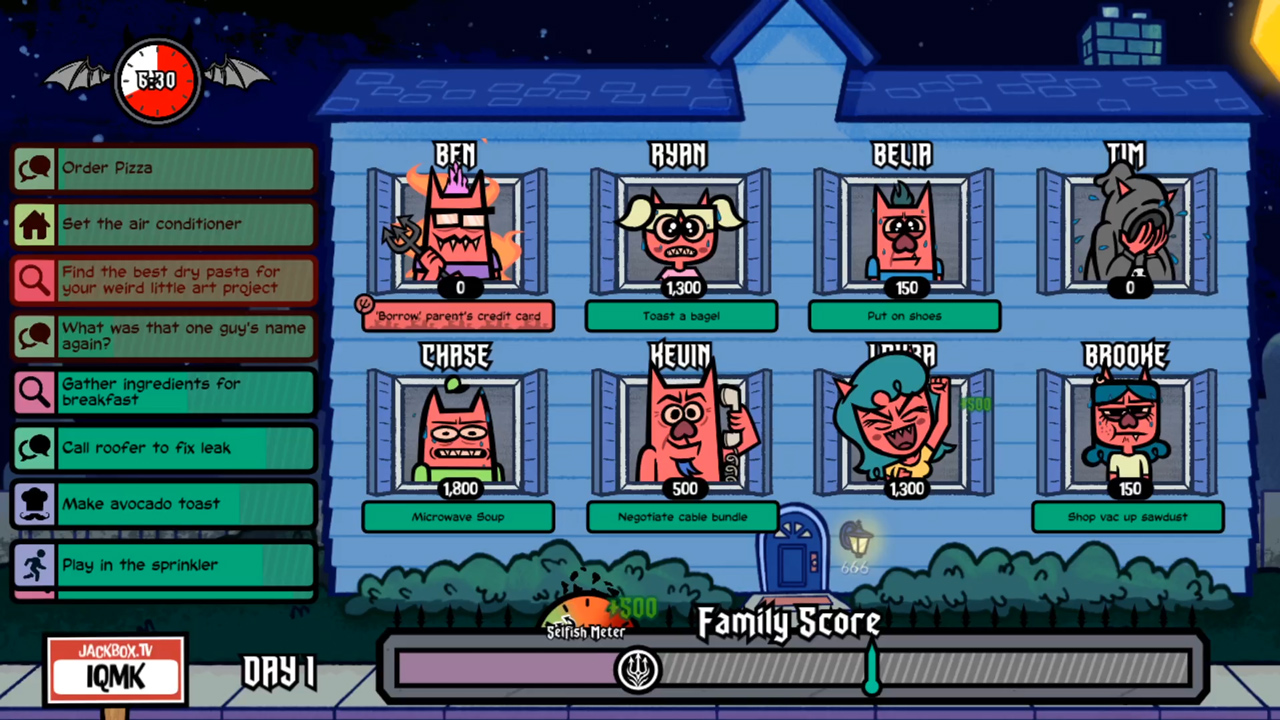 6:30
Order Pizza
Set the air conditioner
Find the best dry pasta for
your weird little art project
What was that one guy's name
again?
Gather ingredients for
breakfast
Call roofer to fix leak
Make avocado toast
Play in the sprinkler
JACKBOX.TV
IQMK
DAY 1
BEN
0
'Borrow' parent's credit card
RYAN
1,300
Toast a bagel
BELIA
150
Put on shoes
TIM
0
CHASE
1,800
Microwave Soup
KEVIN
500
Negotiate cable bundle
+500
1,300
BROOKE
150
Shop vac up sawdust
666
+500
Selfish Meter
Family Score